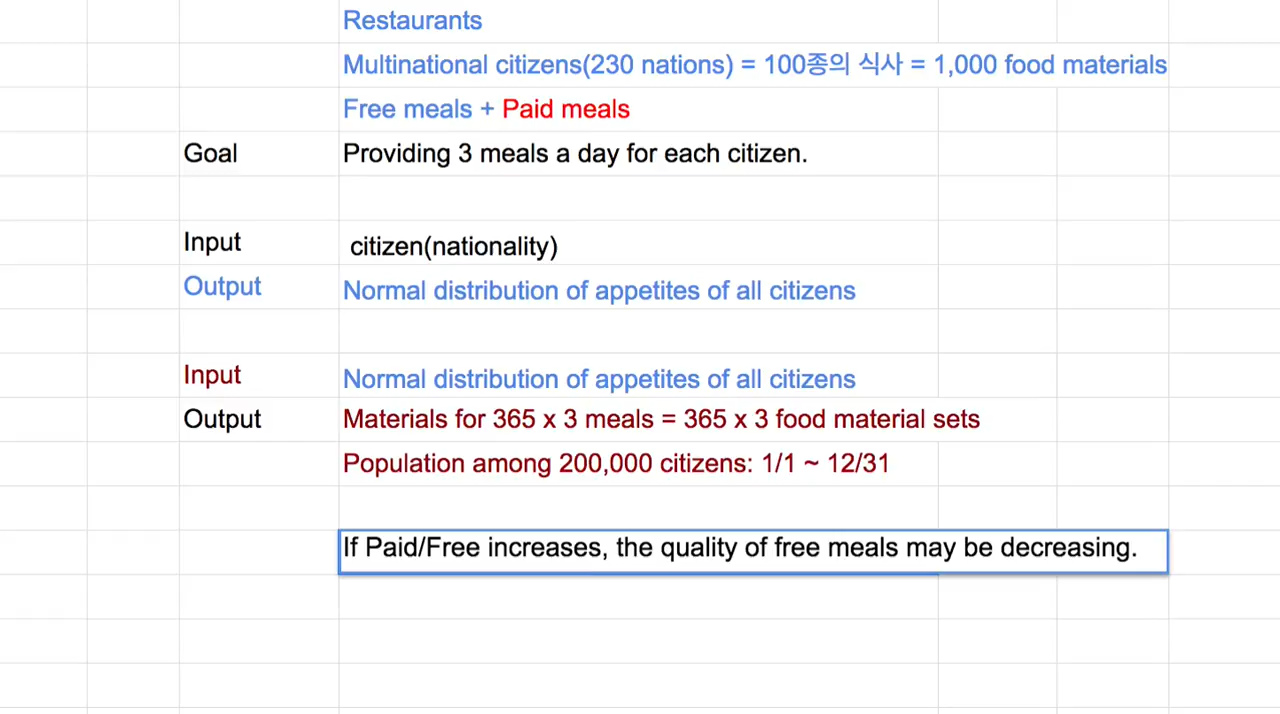 Restaurants
Multinational citizens(230 nations) = 100종의 식사 = 1,000 food materials
Free meals + Paid meals
Goal Providing 3 meals a day for each citizen.
Input citizen(nationality)
Output Normal distribution of appetites of all citizens
Input Normal distribution of appetites of all citizens
Output Materials for 365 x 3 meals = 365 x 3 food material sets
Population among 200,000 citizens: 1/1 ~ 12/31
If Paid/Free increases, the quality of free meals may be decreasing.